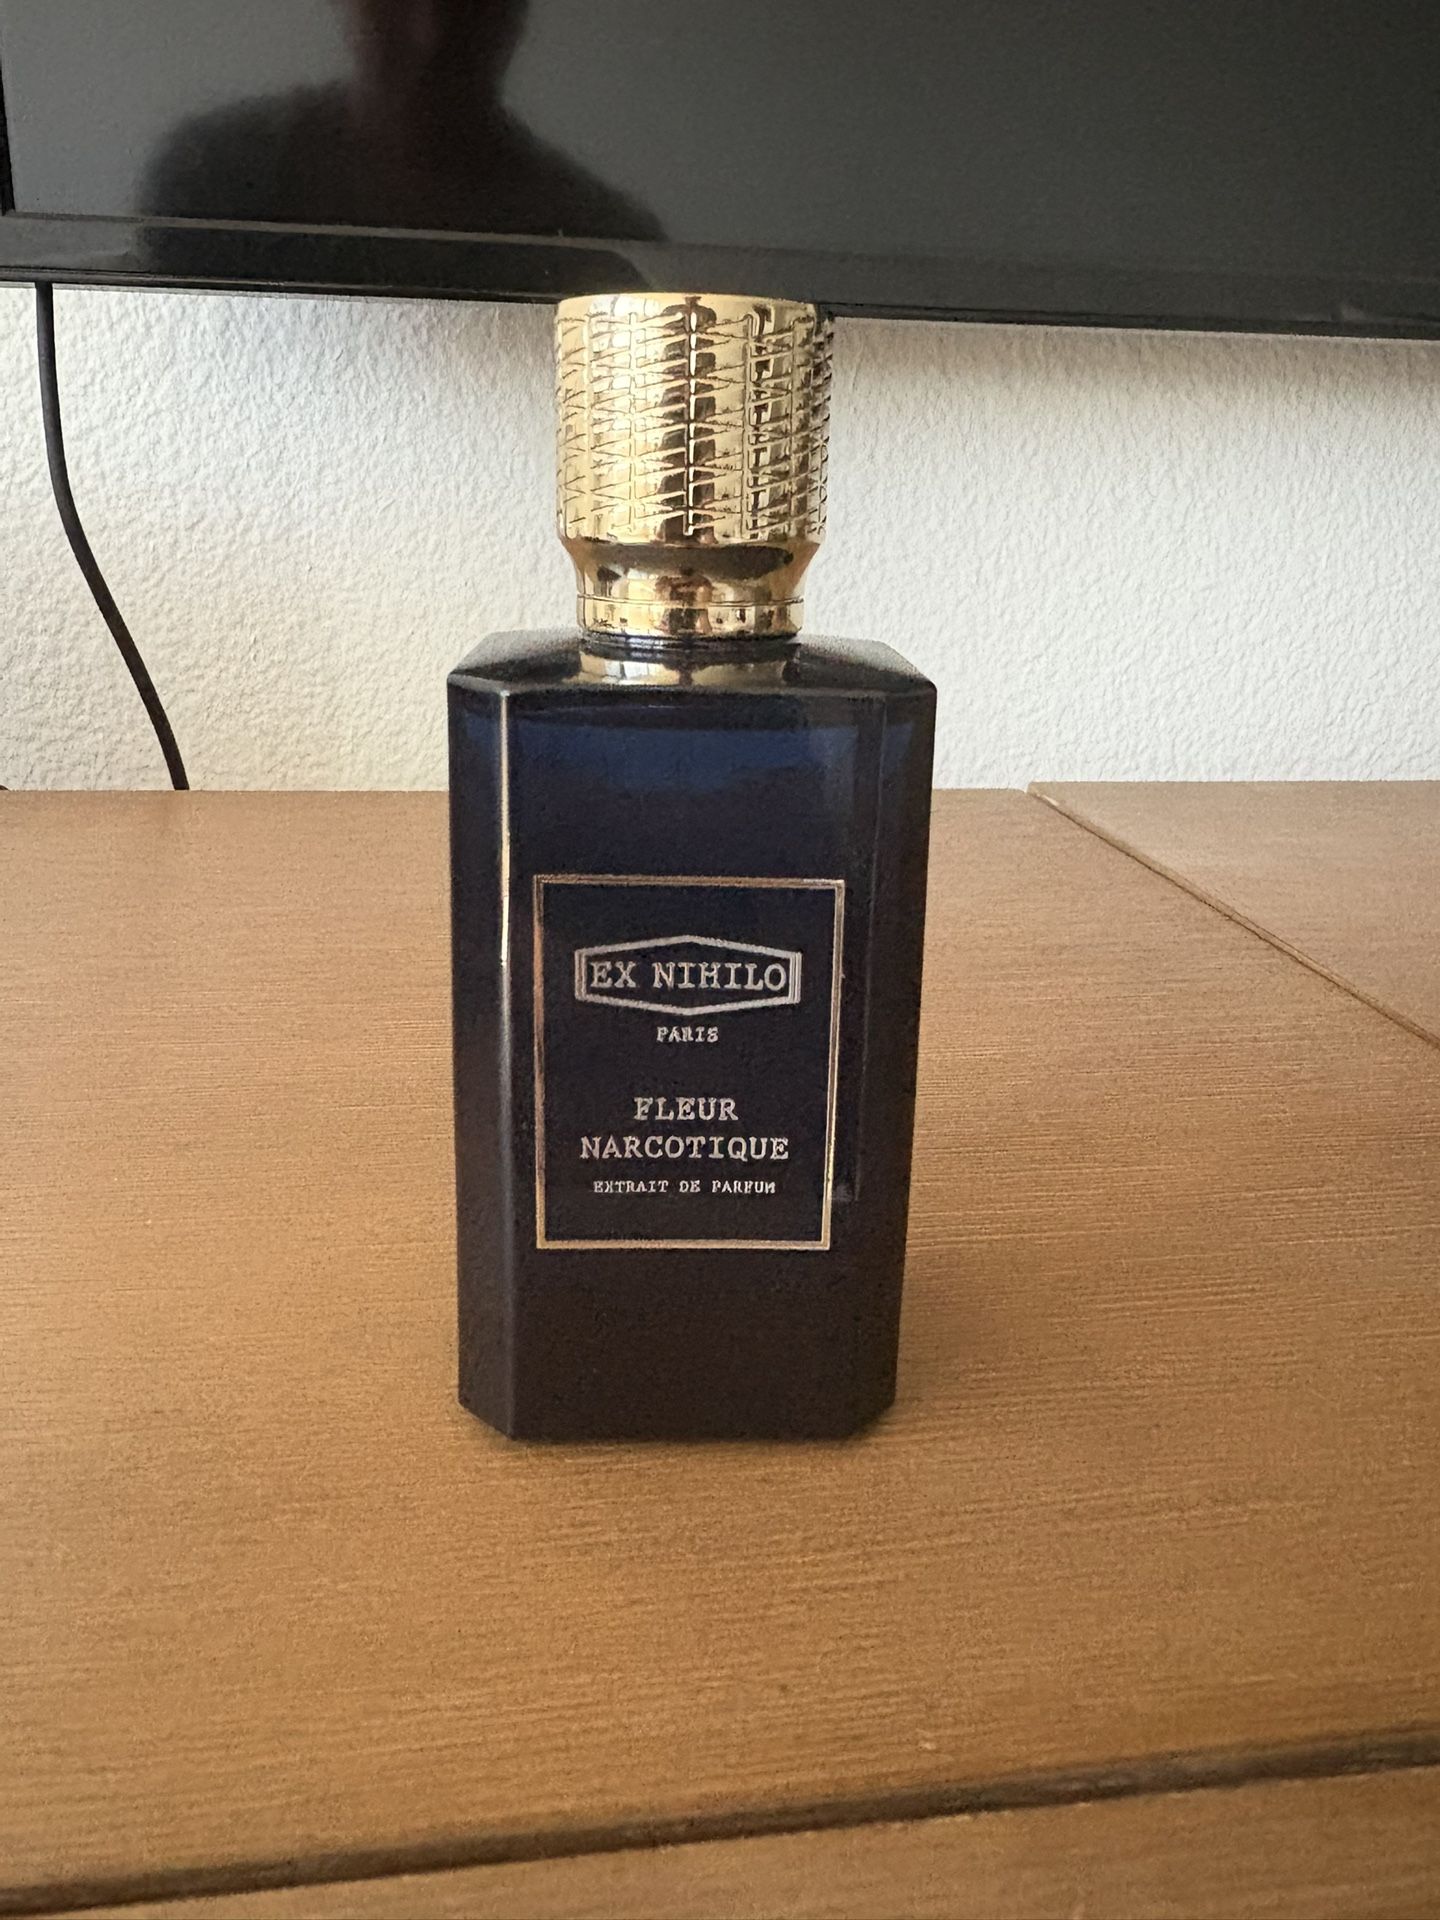 EX NIHILO
PARIS
FLEUR
NARCOTIQUE
EXTRAIT DE PARFUM